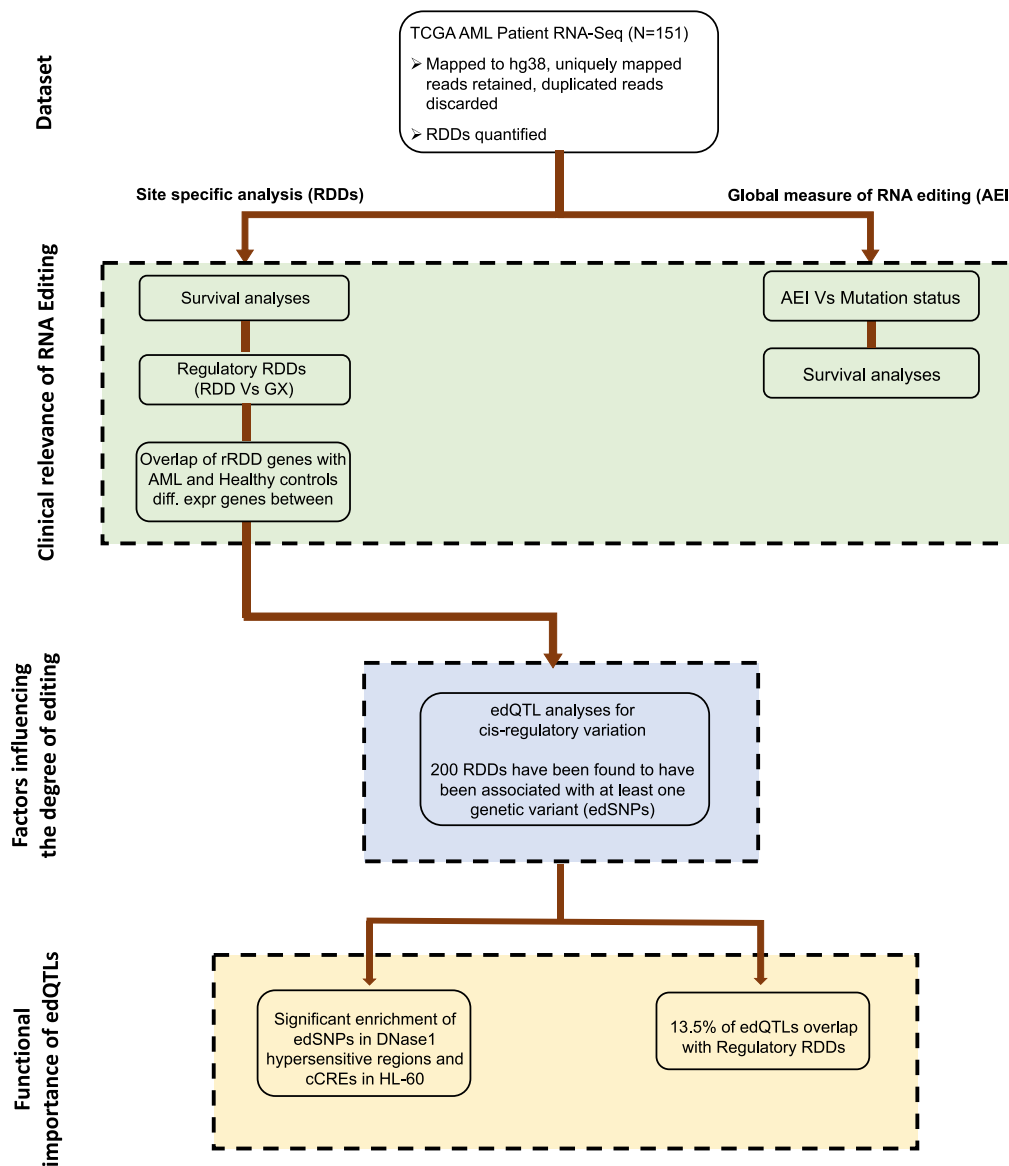 Dataset
TCGA AML Patient RNA-Seq (N=151)
➢ Mapped to hg38, uniquely mapped
reads retained, duplicated reads
discarded
➢ RDDs quantified
Site specific analysis (RDDs)
Global measure of RNA editing (AEI
Clinical relevance of RNA Editing
Survival analyses
Regulatory RDDs
(RDD Vs GX)
Overlap of rRDD genes with
AML and Healthy controls
diff. expr genes between
AEI Vs Mutation status
Survival analyses
Factors influencing
the degree of editing
edQTL analyses for
cis-regulatory variation
200 RDDs have been found to have
been associated with at least one
genetic variant (edSNPs)
Functional
importance of edQTLs
Significant enrichment of
edSNPs in DNase1
hypersensitive regions and
cCREs in HL-60
13.5% of edQTLs overlap
with Regulatory RDDs